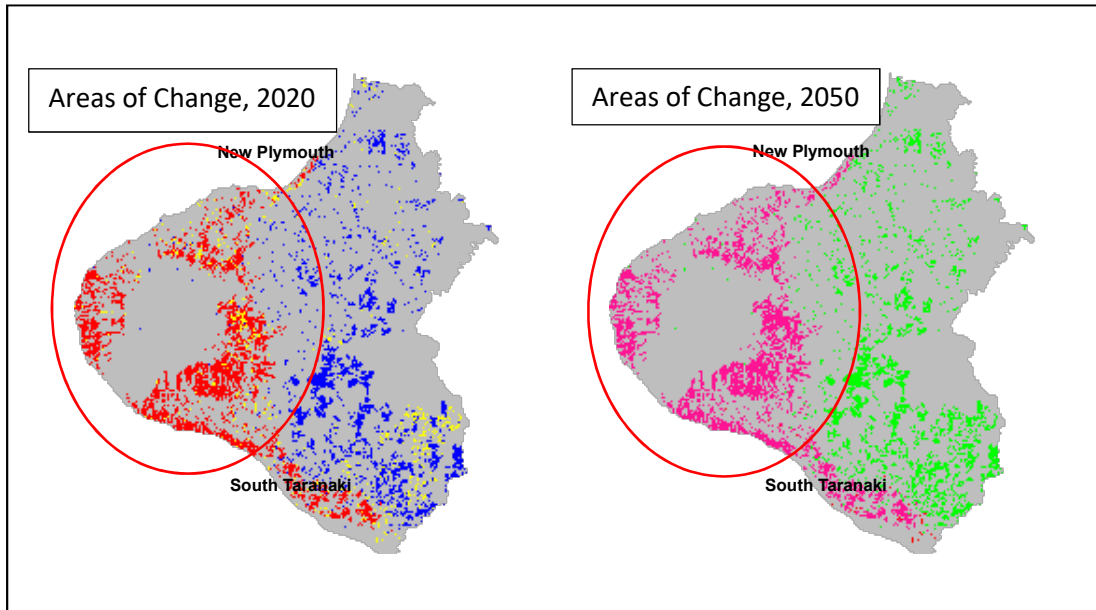 Areas of Change, 2020
New Plymouth
South Taranaki
Areas of Change, 2050
New Plymouth
South Taranaki